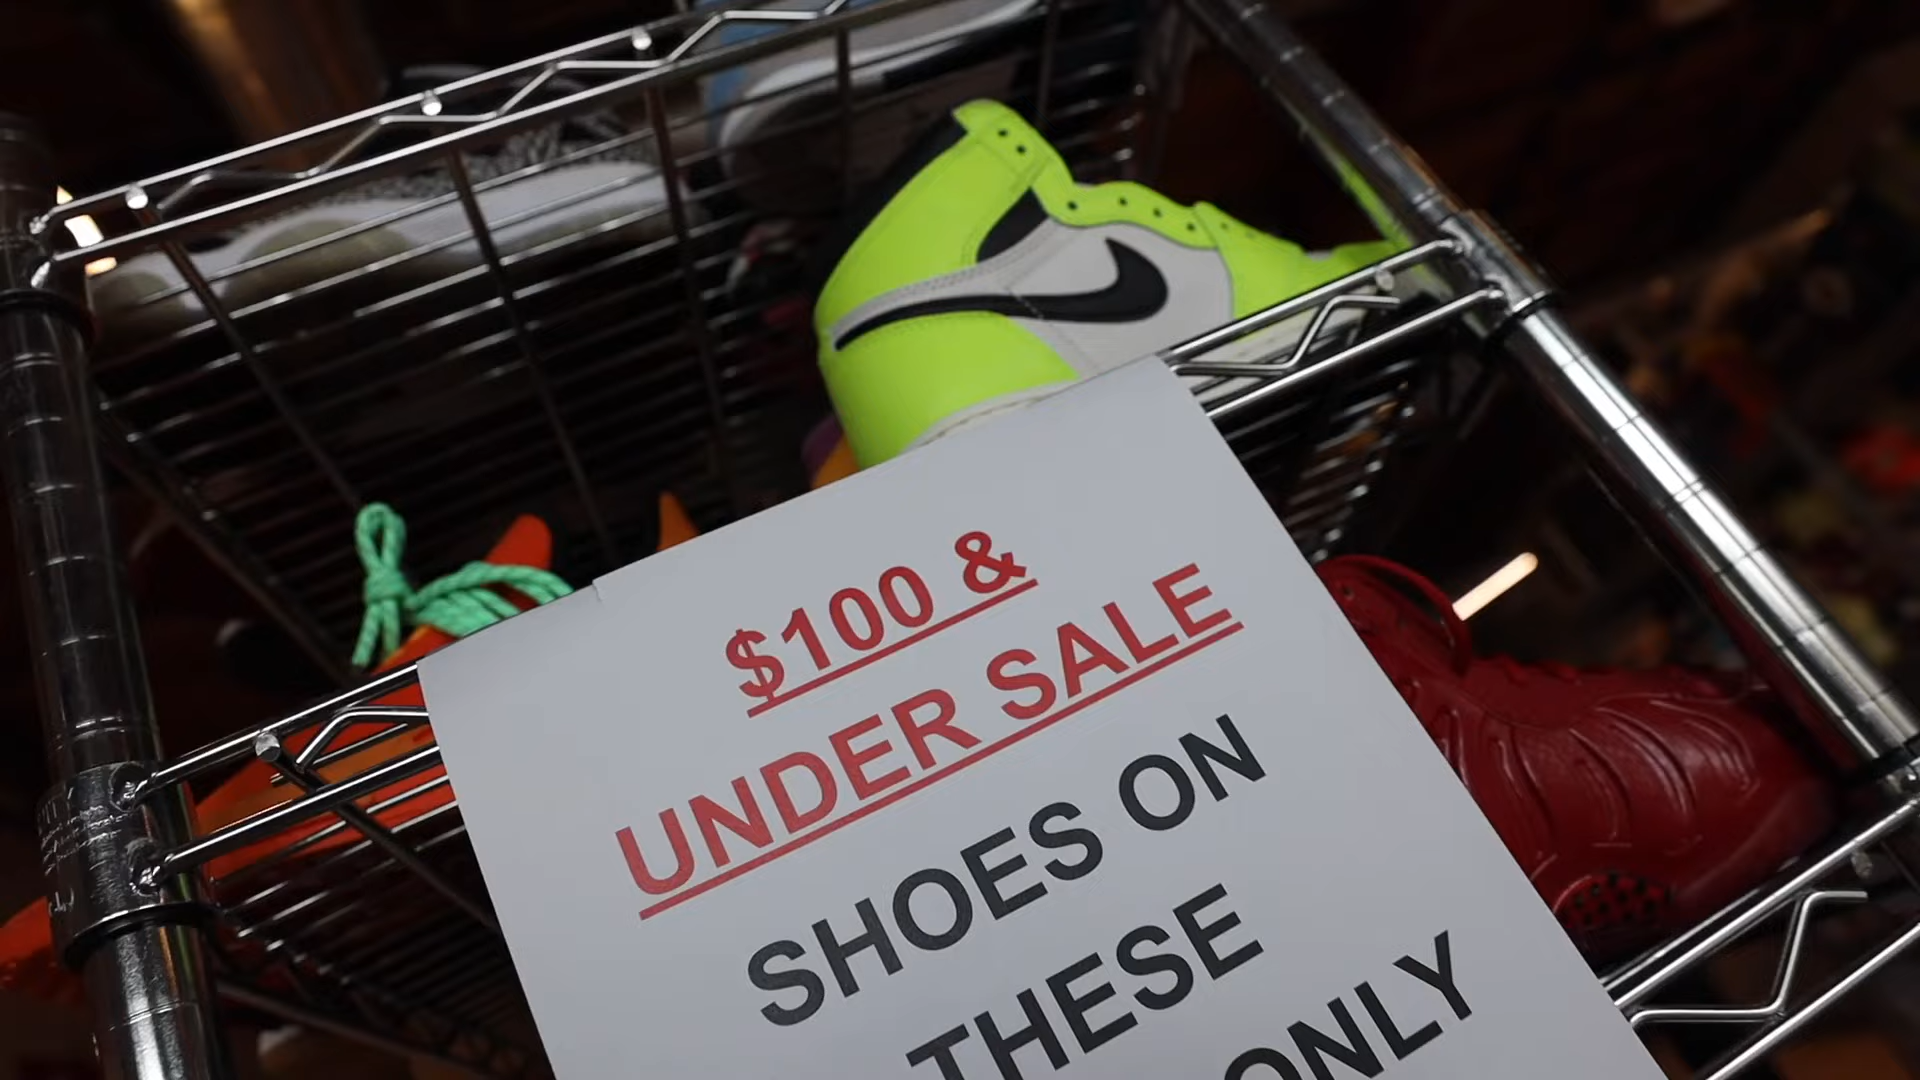 $100 &
UNDER SALE
SHOES ON
THESE
ONLY